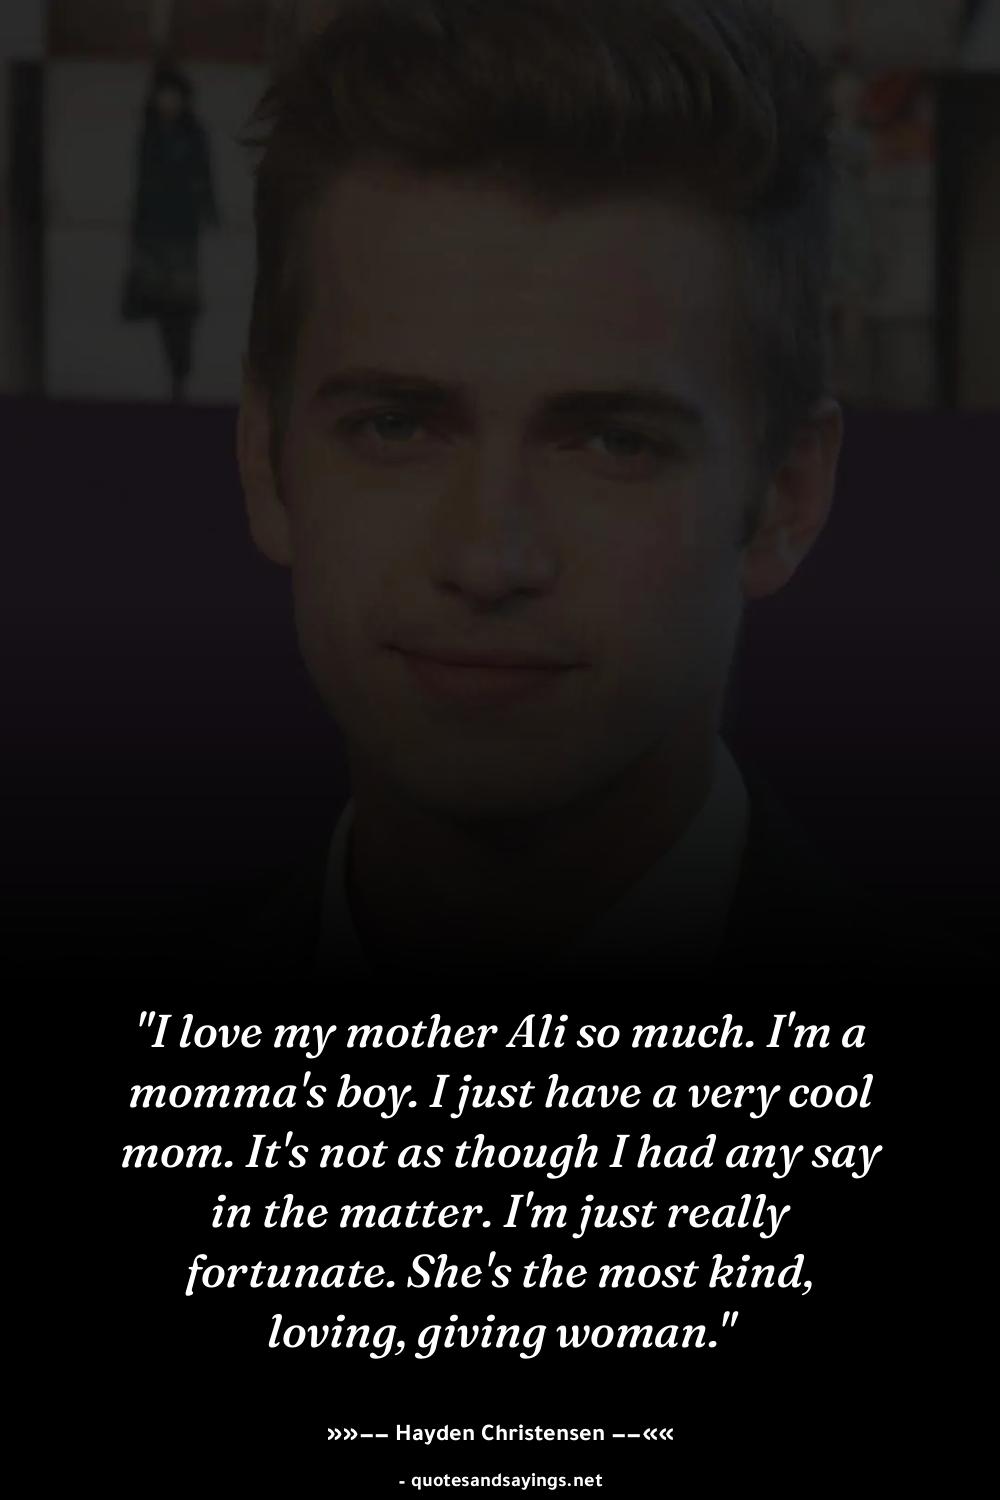 "I love my mother Ali so much. I'm a
momma's boy. I just have a very cool
mom. It's not as though I had any say
in the matter. I'm just really
fortunate. She's the most kind,
loving, giving woman."
»»−− Hayden Christensen −−««
- quotesandsayings.net